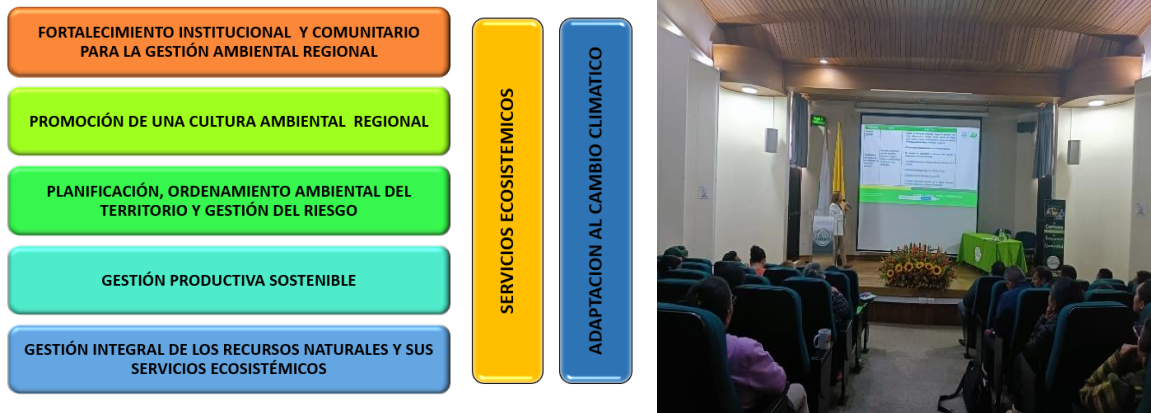 FORTALECIMIENTO INSTITUCIONAL Y COMUNITARIO
PARA LA GESTIÓN AMBIENTAL REGIONAL
PROMOCIÓN DE UNA CULTURA AMBIENTAL REGIONAL
PLANIFICACIÓN, ORDENAMIENTO AMBIENTAL DEL
TERRITORIO Y GESTIÓN DEL RIESGO
GESTIÓN PRODUCTIVA SOSTENIBLE
GESTIÓN INTEGRAL DE LOS RECURSOS NATURALES Y SUS
SERVICIOS ECOSISTÉMICOS
SERVICIOS ECOSISTEMICOS
ADAPTACION AL CAMBIO CLIMATICO